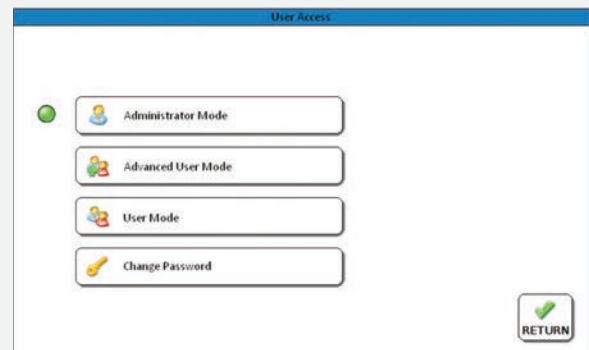 User Access
Administrator Mode
Advanced User Mode
User Mode
Change Password
RETURN